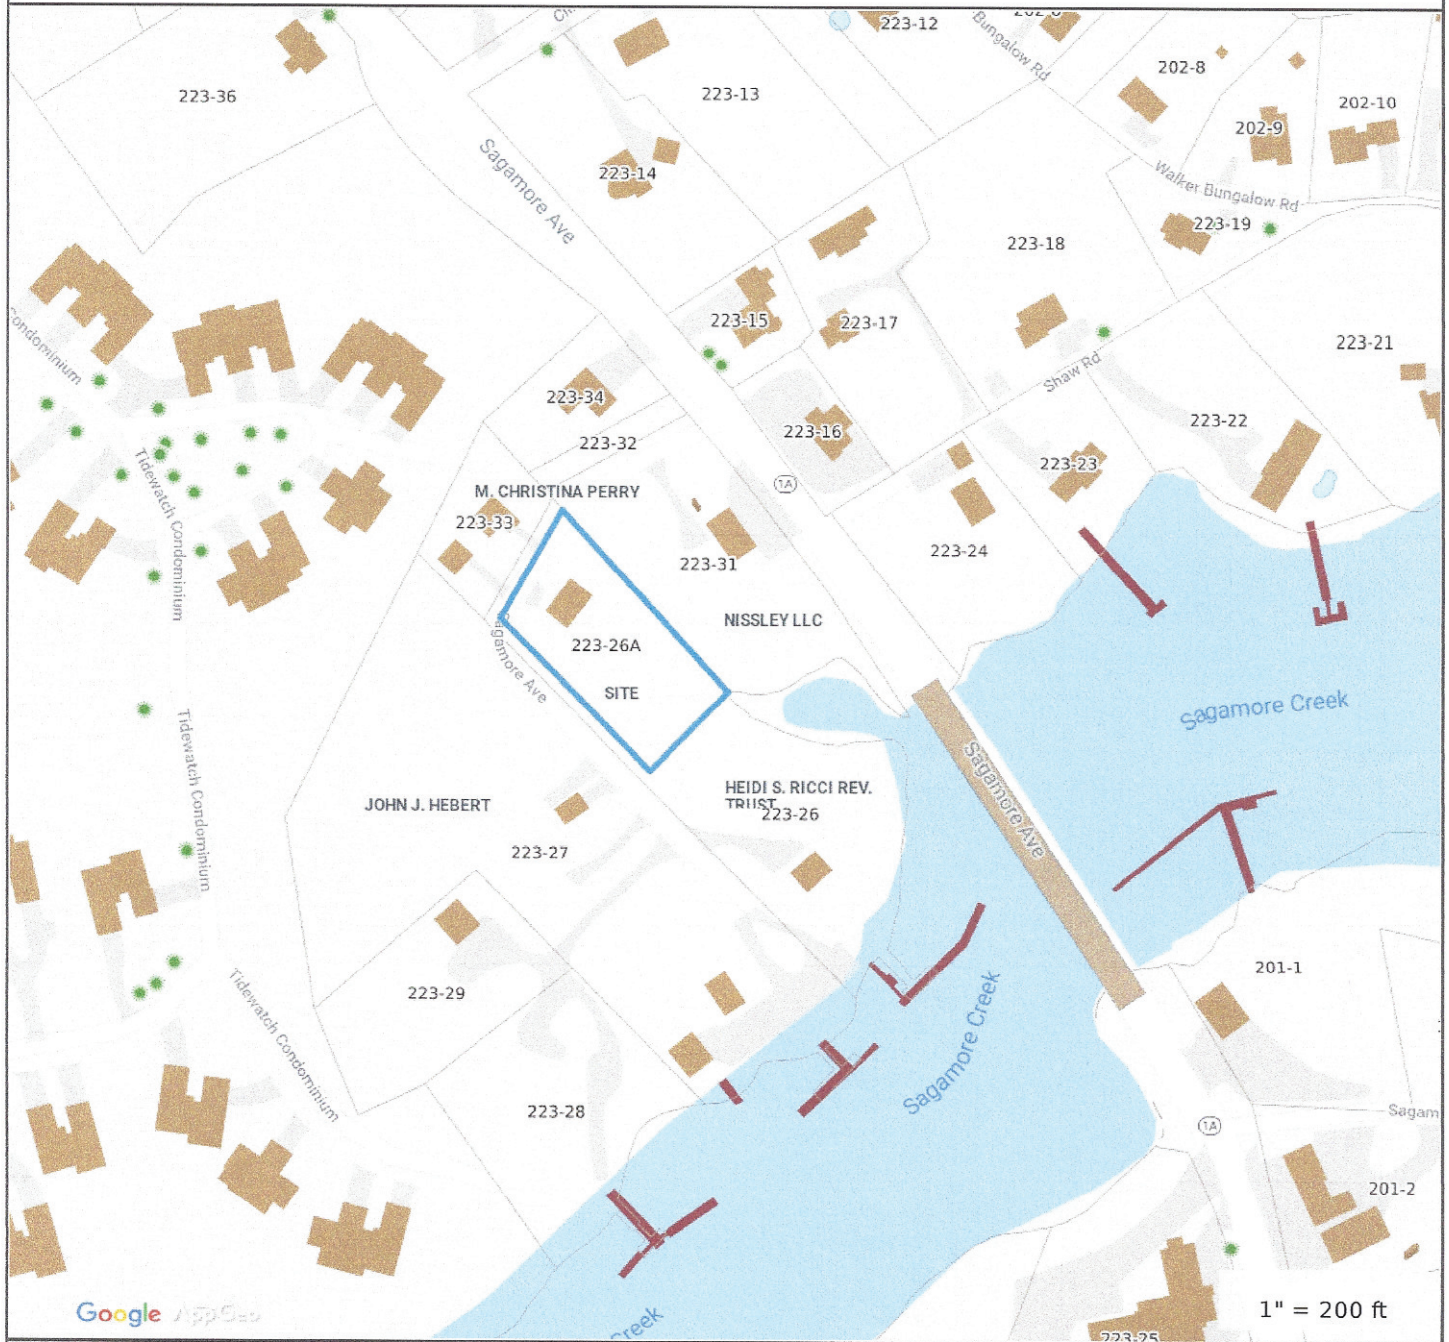 223-12
Bungalow Rd
202-8
223-36
223-13
202-10
202-9
Sagamore Ave
223-14
Walker Bungalow Rd
223-19
223-18
Condominium
223-15
223-17
223-21
Shaw Rd
223-34
223-22
223-16
223-32
223-23
1A
M. CHRISTINA PERRY
223-33
Tidewatch Condominium
223-24
223-31
NISSLEY LLC
223-26A
agamore Ave
SITE
Sagamore Creek
Tidewatch Condominium
Sagamore Ave
HEIDI S. RICCI REV.
TRUST
223-26
JOHN J. HEBERT
223-27
201-1
223-29
Tidewatch Condominium
Sagamore Creek
223-28
Sagam
1A
201-2
Google AppGeo
1" = 200 ft
Creek
223-25